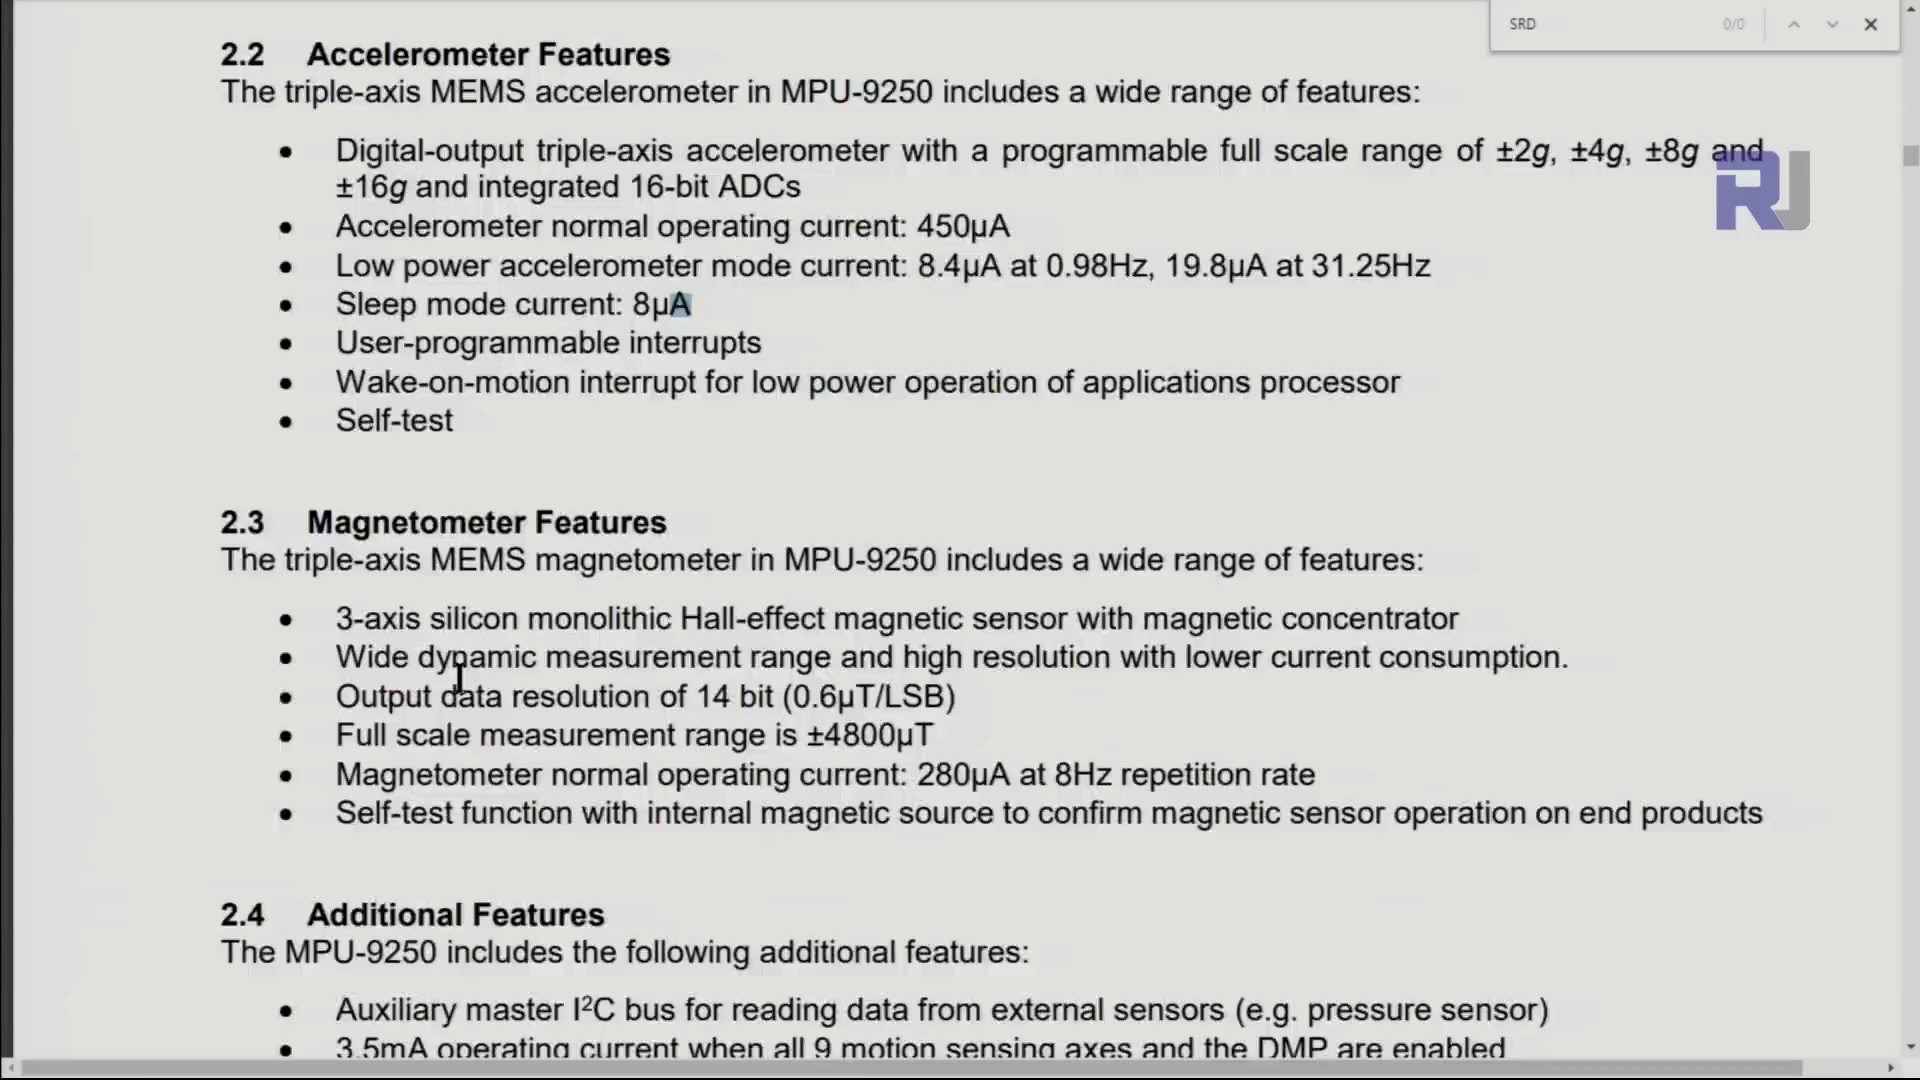 SRD 0/0
2.2 Accelerometer Features
The triple-axis MEMS accelerometer in MPU-9250 includes a wide range of features:
• Digital-output triple-axis accelerometer with a programmable full scale range of ±2g, ±4g, ±8g and
±16g and integrated 16-bit ADCs
• Accelerometer normal operating current: 450µA
• Low power accelerometer mode current: 8.4µA at 0.98Hz, 19.8µA at 31.25Hz
• Sleep mode current: 8µA
• User-programmable interrupts
• Wake-on-motion interrupt for low power operation of applications processor
• Self-test
RJ
2.3 Magnetometer Features
The triple-axis MEMS magnetometer in MPU-9250 includes a wide range of features:
• 3-axis silicon monolithic Hall-effect magnetic sensor with magnetic concentrator
• Wide dynamic measurement range and high resolution with lower current consumption.
• Output data resolution of 14 bit (0.6µT/LSB)
• Full scale measurement range is ±4800µT
• Magnetometer normal operating current: 280µA at 8Hz repetition rate
• Self-test function with internal magnetic source to confirm magnetic sensor operation on end products
2.4 Additional Features
The MPU-9250 includes the following additional features:
• Auxiliary master I²C bus for reading data from external sensors (e.g. pressure sensor)
• 3.5mA operating current when all 9 motion sensing axes and the DMP are enabled